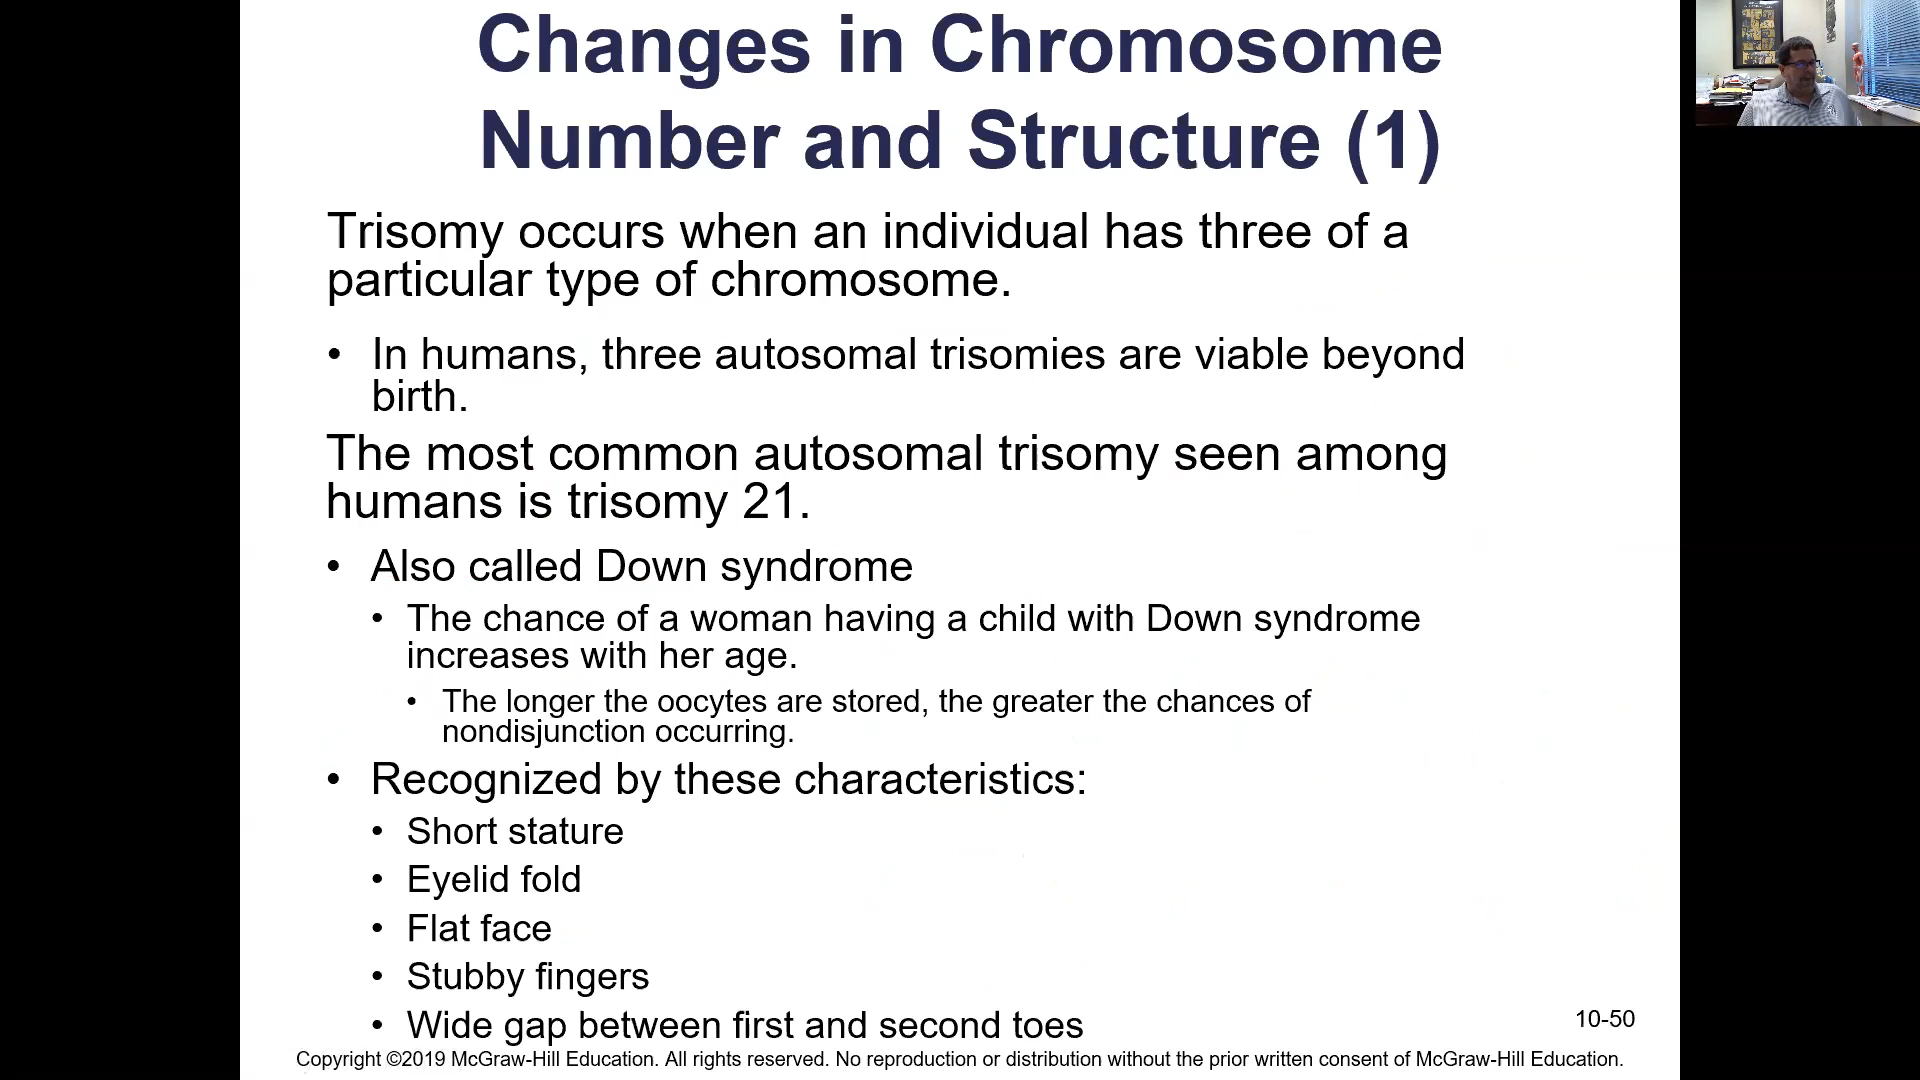 Changes in Chromosome
Number and Structure (1)
Trisomy occurs when an individual has three of a
particular type of chromosome.
• In humans, three autosomal trisomies are viable beyond
birth.
The most common autosomal trisomy seen among
humans is trisomy 21.
• Also called Down syndrome
• The chance of a woman having a child with Down syndrome
increases with her age.
• The longer the oocytes are stored, the greater the chances of
nondisjunction occurring.
• Recognized by these characteristics:
• Short stature
• Eyelid fold
• Flat face
• Stubby fingers
• Wide gap between first and second toes
10-50
Copyright ©2019 McGraw-Hill Education. All rights reserved. No reproduction or distribution without the prior written consent of McGraw-Hill Education.